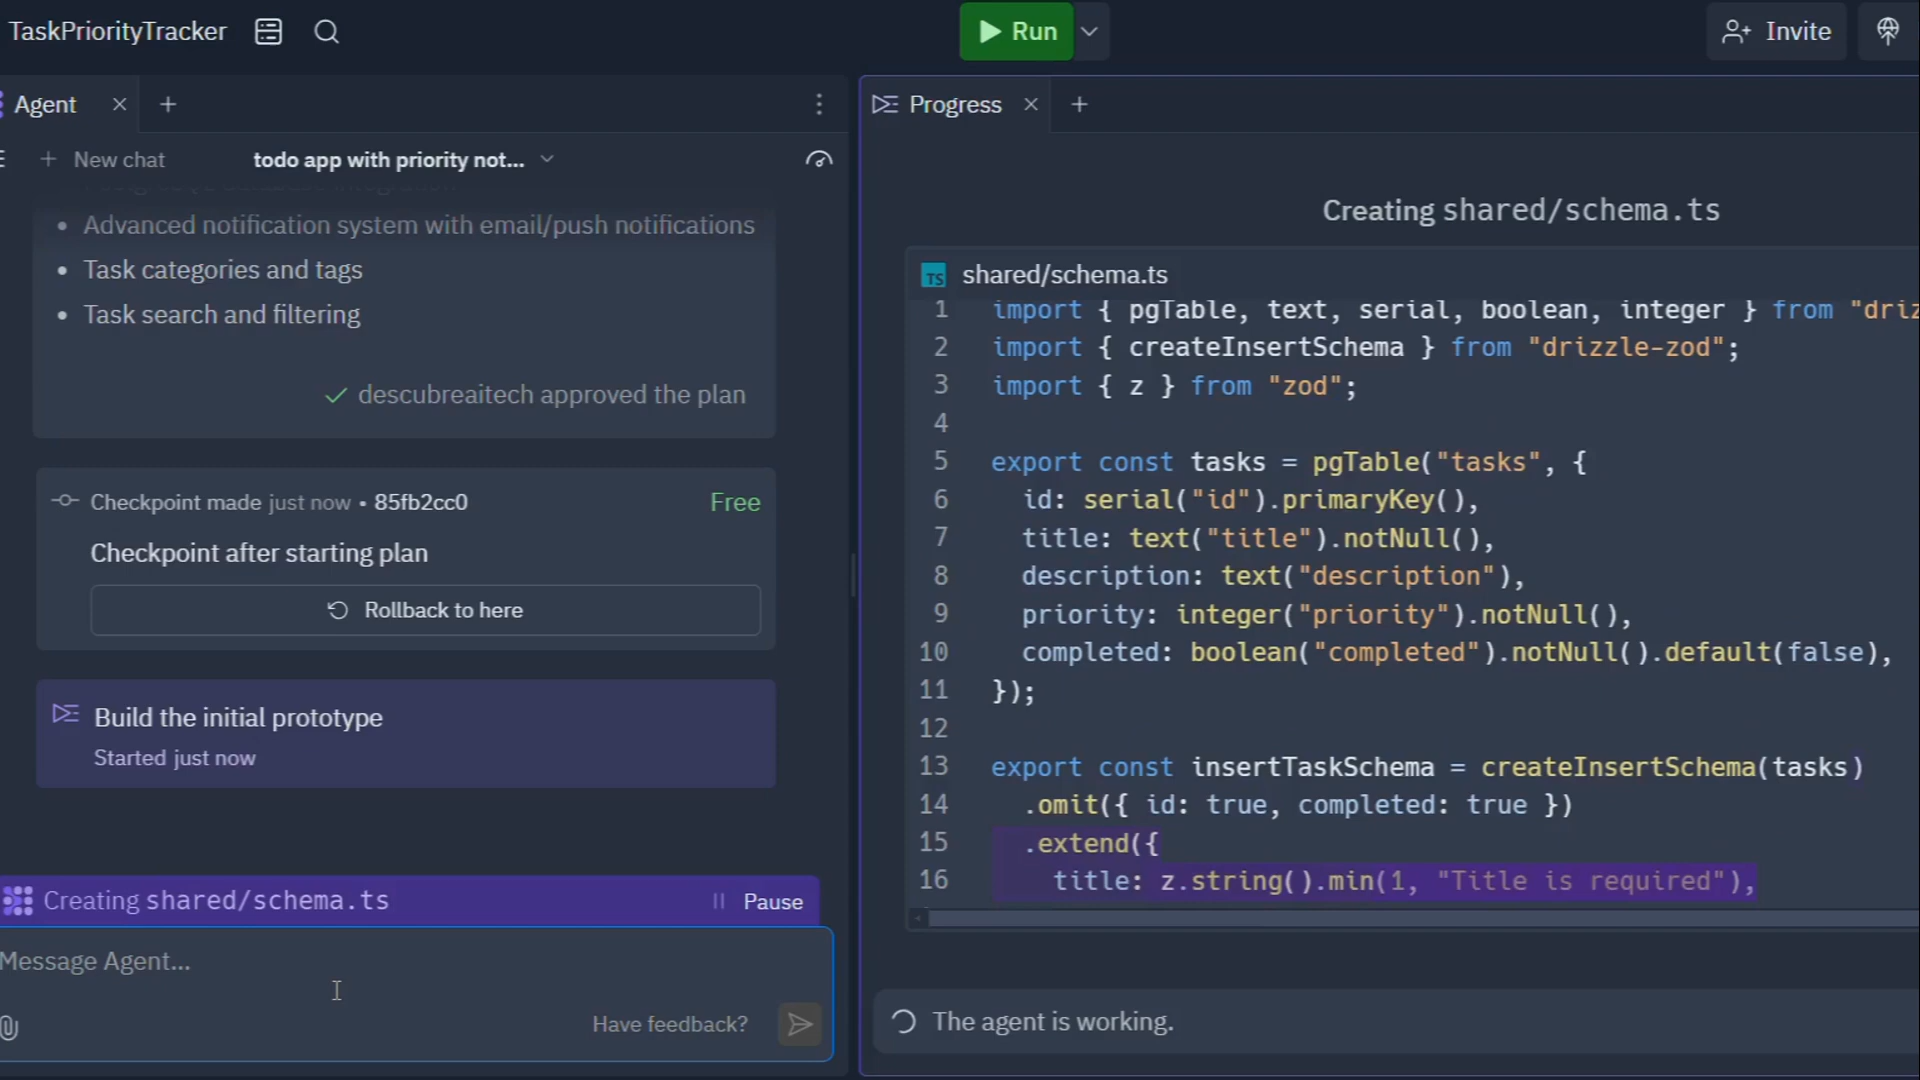 TaskPriorityTracker
Run
Invite
Agent
Progress
New chat
todo app with priority not...
Advanced notification system with email/push notifications
Task categories and tags
Task search and filtering
descubreaitech approved the plan
Checkpoint made just now • 85fb2cc0
Free
Checkpoint after starting plan
Rollback to here
Build the initial prototype
Started just now
Creating shared/schema.ts
Pause
Message Agent...
Have feedback?
Creating shared/schema.ts
TS shared/schema.ts
1 import { pgTable, text, serial, boolean, integer } from "driz
2 import { createInsertSchema } from "drizzle-zod";
3 import { z } from "zod";
4
5 export const tasks = pgTable("tasks", {
6 id: serial("id").primaryKey(),
7 title: text("title").notNull(),
8 description: text("description"),
9 priority: integer("priority").notNull(),
10 completed: boolean("completed").notNull().default(false),
11 });
12
13 export const insertTaskSchema = createInsertSchema(tasks)
14 .omit({ id: true, completed: true })
15 .extend({
16 title: z.string().min(1, "Title is required"),
The agent is working.